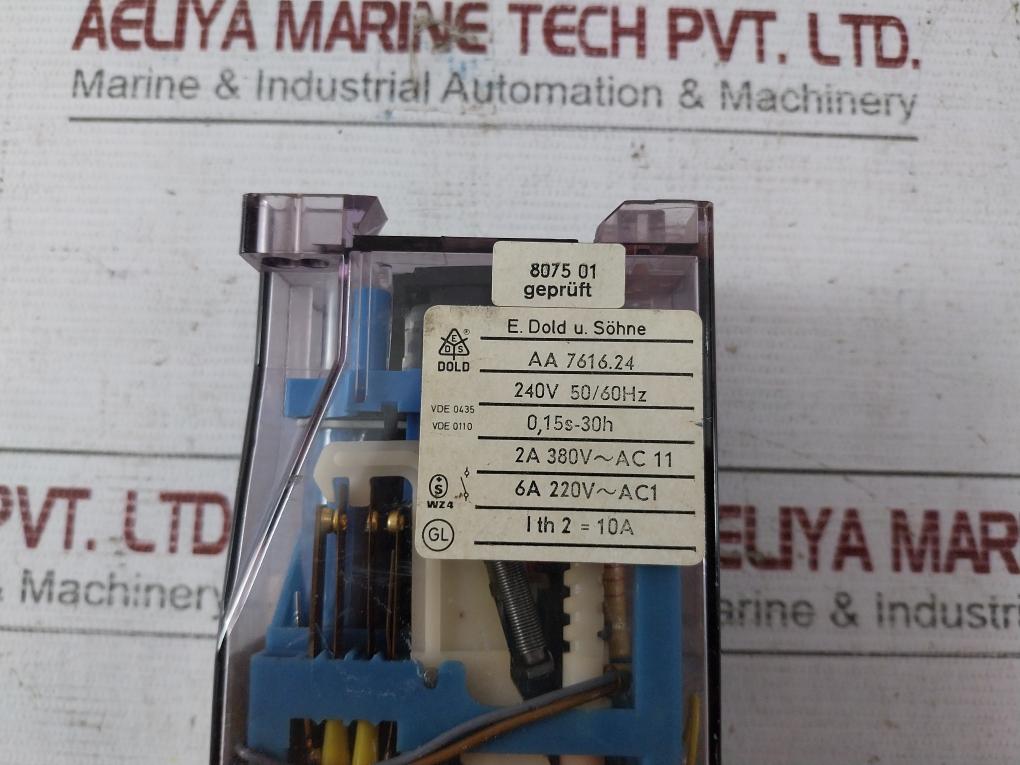 AELIYA MARINE TECH PVT. LTD.
Marine & Industrial Automation & Machinery
8075 01
geprüft
E. Dold u. Söhne
E
D S
®
DOLD
AA 7616.24
240V 50/60Hz
VDE 0435
VDE 0110
0,15s-30h
2A 380V~AC 11
S
WZ4
6A 220V~AC1
GL
I th 2 = 10A
PVT. LTD.
& Machinery
AELIYA MARIN
arine & Industri